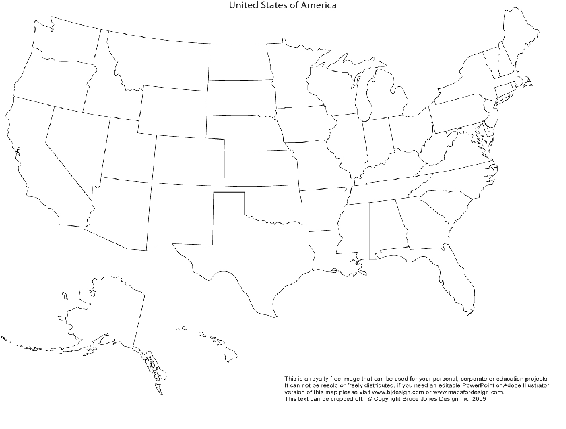 United States of America
This is a royalty free image that can be used for your personal, corporate or education projects.
It can not be resold or freely distributed. If you need an editable PowerPoint or Adobe Illustrator
version of this map please visit www.bjdesign.com or www.mapsfordesign.com.
This text can be cropped off. © Copyright Bruce Jones Design Inc. 2009